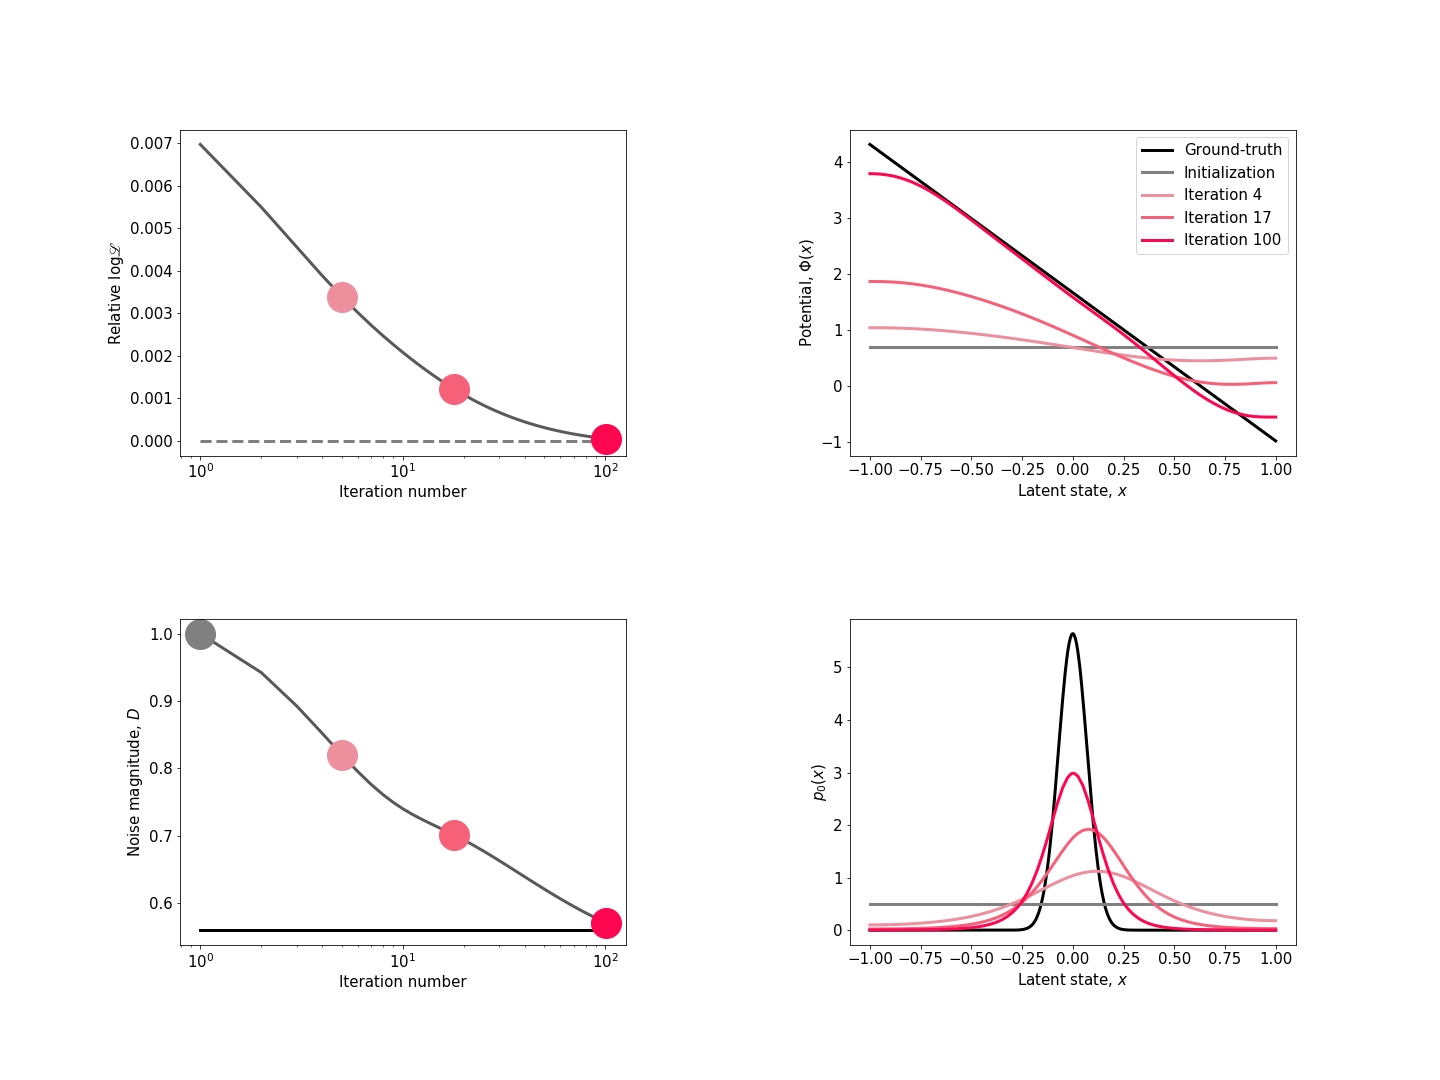 Relative logℒ
0.007
0.006
0.005
0.004
0.003
0.002
0.001
0.000
10⁰ 10¹ 10²
Iteration number
Potential, Φ(x)
4
3
2
1
0
−1
Ground-truth
Initialization
Iteration 4
Iteration 17
Iteration 100
−1.00 −0.75 −0.50 −0.25 0.00 0.25 0.50 0.75 1.00
Latent state, x
Noise magnitude, D
1.0
0.9
0.8
0.7
0.6
10⁰ 10¹ 10²
Iteration number
p₀(x)
5
4
3
2
1
0
−1.00 −0.75 −0.50 −0.25 0.00 0.25 0.50 0.75 1.00
Latent state, x